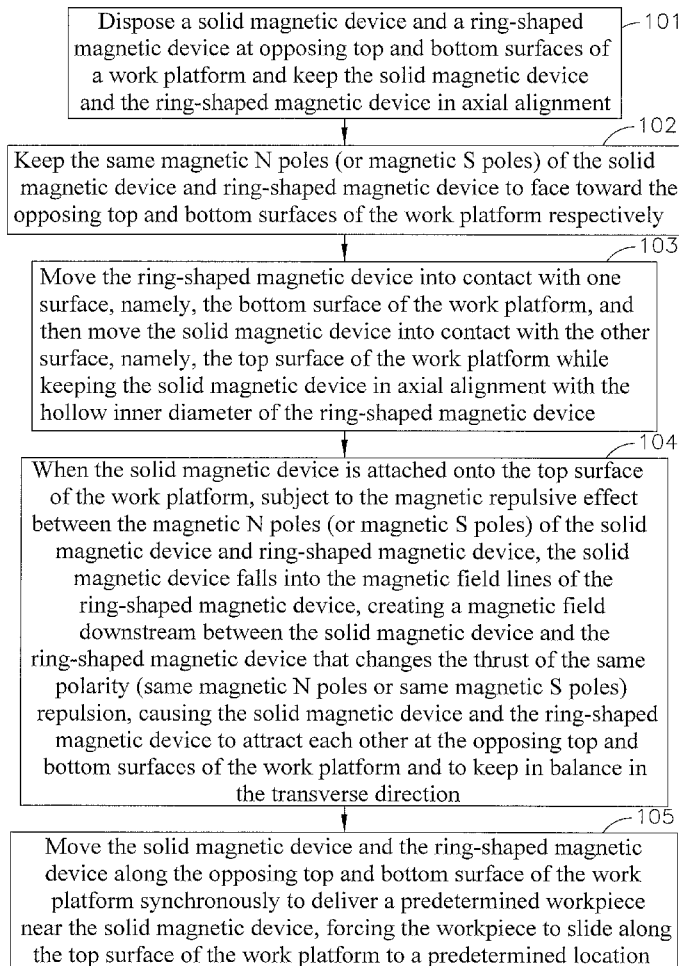 Dispose a solid magnetic device and a ring-shaped
101
magnetic device at opposing top and bottom surfaces of
a work platform and keep the solid magnetic device
and the ring-shaped magnetic device in axial alignment
102
Keep the same magnetic N poles (or magnetic S poles) of the solid
magnetic device and ring-shaped magnetic device to face toward the
opposing top and bottom surfaces of the work platform respectively
103
Move the ring-shaped magnetic device into contact with one
surface, namely, the bottom surface of the work platform, and
then move the solid magnetic device into contact with the other
surface, namely, the top surface of the work platform while
keeping the solid magnetic device in axial alignment with the
hollow inner diameter of the ring-shaped magnetic device
104
When the solid magnetic device is attached onto the top surface
of the work platform, subject to the magnetic repulsive effect
between the magnetic N poles (or magnetic S poles) of the solid
magnetic device and ring-shaped magnetic device, the solid
magnetic device falls into the magnetic field lines of the
ring-shaped magnetic device, creating a magnetic field
downstream between the solid magnetic device and the
ring-shaped magnetic device that changes the thrust of the same
polarity (same magnetic N poles or same magnetic S poles)
repulsion, causing the solid magnetic device and the ring-shaped
magnetic device to attract each other at the opposing top and
bottom surfaces of the work platform and to keep in balance in
the transverse direction
105
Move the solid magnetic device and the ring-shaped magnetic
device along the opposing top and bottom surface of the work
platform synchronously to deliver a predetermined workpiece
near the solid magnetic device, forcing the workpiece to slide along
the top surface of the work platform to a predetermined location